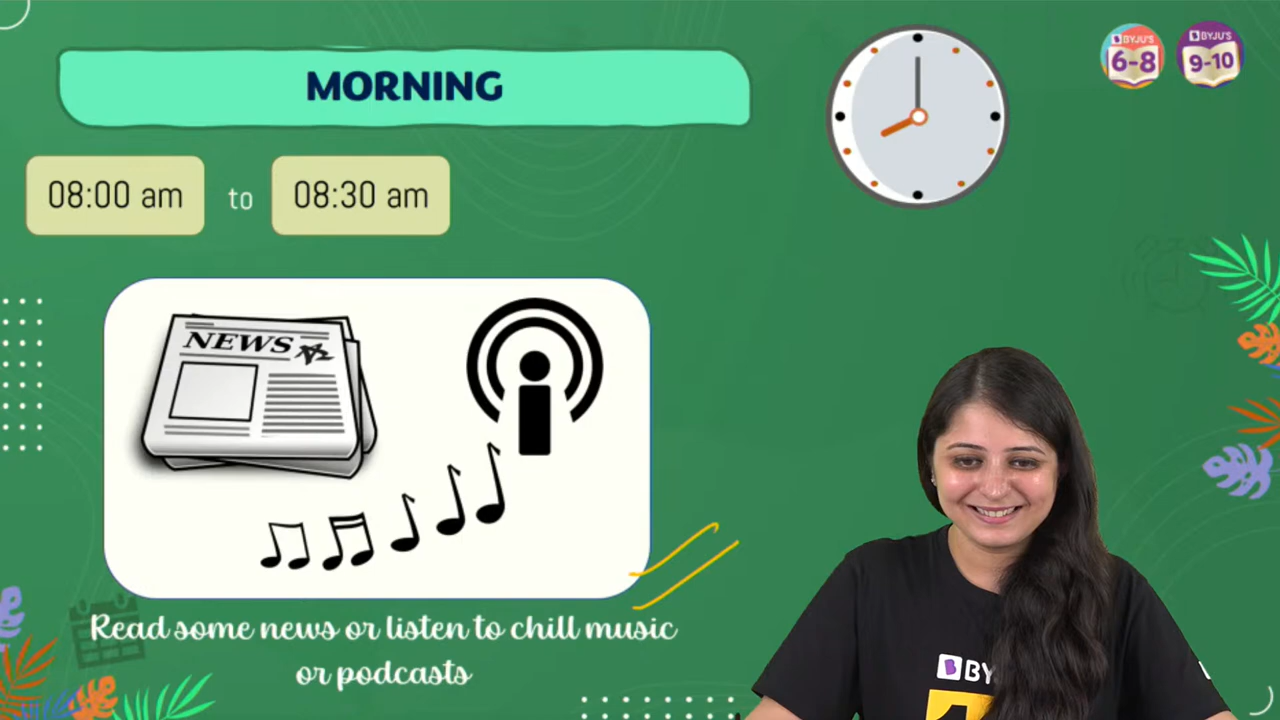 MORNING
BYJU'S
6-8
BYJU'S
9-10
08:00 am to 08:30 am
NEWS
Read some news or listen to chill music
or podcasts
BY